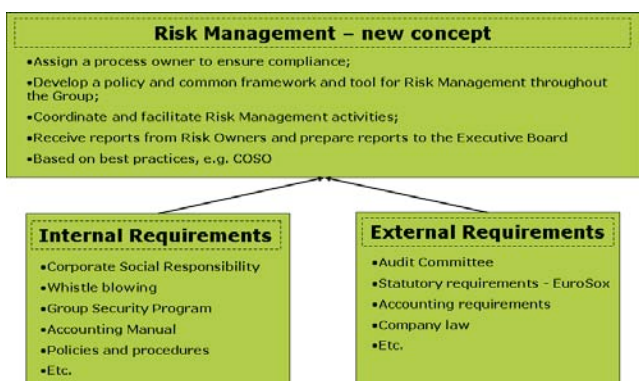 Risk Management – new concept
•Assign a process owner to ensure compliance;
•Develop a policy and common framework and tool for Risk Management throughout
the Group;
•Coordinate and facilitate Risk Management activities;
•Receive reports from Risk Owners and prepare reports to the Executive Board
•Based on best practices, e.g. COSO
Internal Requirements
•Corporate Social Responsibility
•Whistle blowing
•Group Security Program
•Accounting Manual
•Policies and procedures
•Etc.
External Requirements
•Audit Committee
•Statutory requirements - EuroSox
•Accounting requirements
•Company law
•Etc.